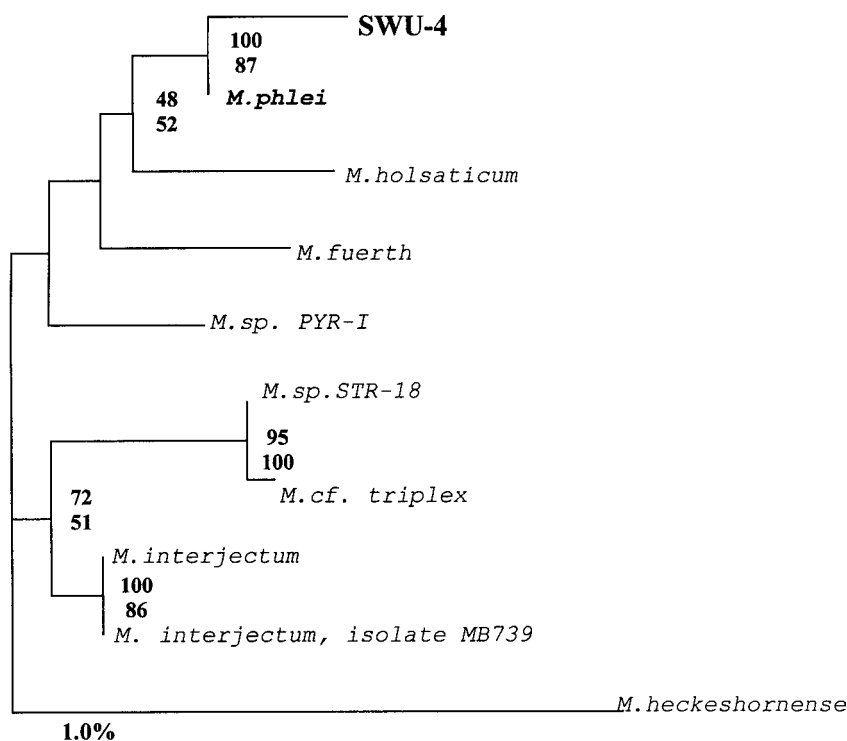 SWU-4
100
87
M.phlei
48
52
M.holsaticum
M.fuerth
M.sp. PYR-I
M.sp.STR-18
95
100
M.cf. triplex
72
51
M.interjectum
100
86
M. interjectum, isolate MB739
M.heckeshornense
1.0%